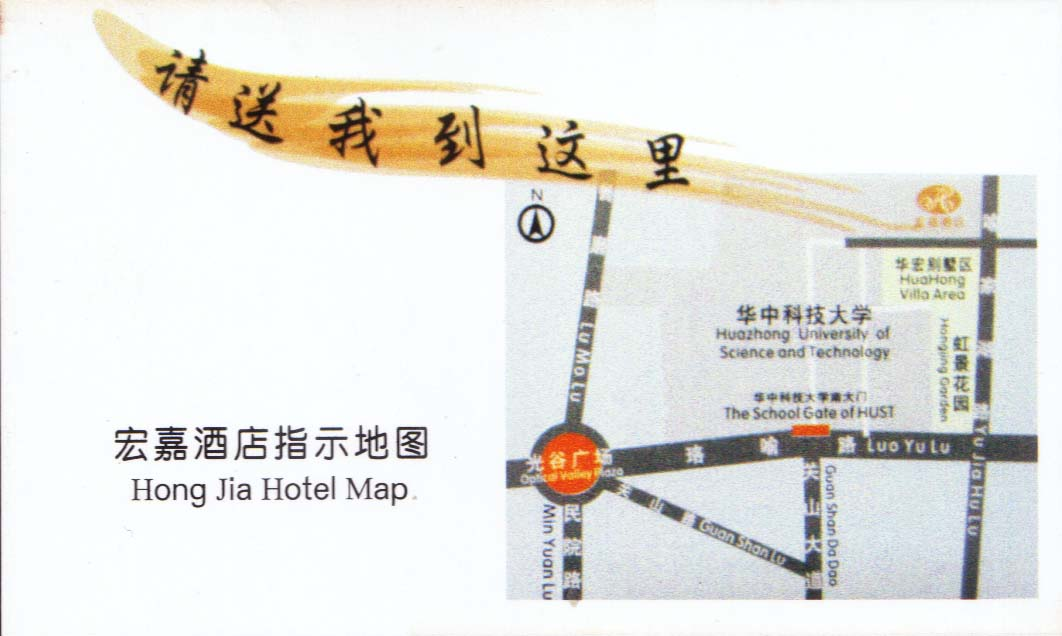 请送我到这里
N
华宏别墅区
HuaHong
Villa Area
华中科技大学
Huazhong University of
Science and Technology
虹景花园
Hongjing Garden
Lu Mo Lu
华中科技大学南大门
The School Gate of HUST
珞喻路 Luo Yu Lu
光谷广场
Optical Valley Plaza
宏嘉酒店指示地图
Hong Jia Hotel Map
Guan Shan Lu
关山大道
Guan Shan Da Dao
民院路
Min Yuan Lu
Yu Jia Hu Lu